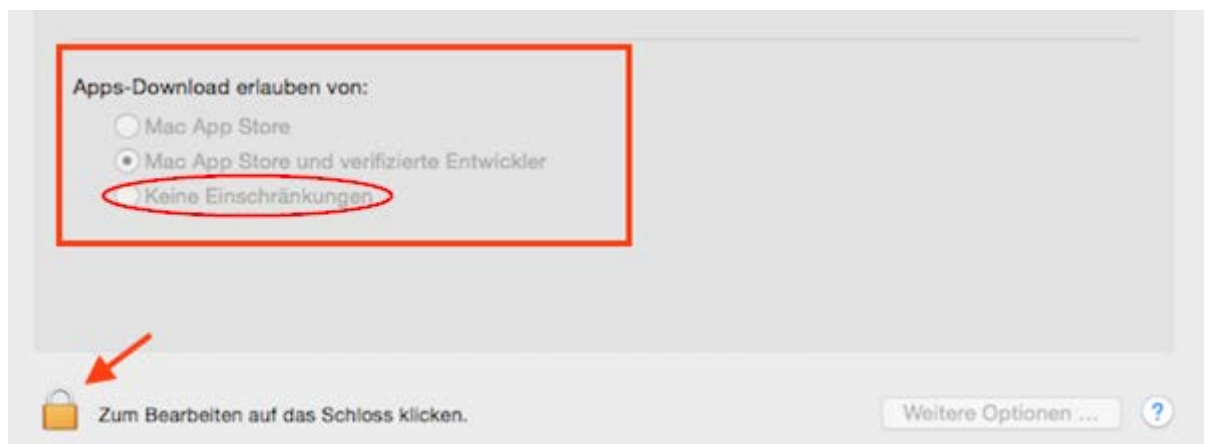 Apps-Download erlauben von:
Mac App Store
Mac App Store und verifizierte Entwickler
Keine Einschränkungen
Zum Bearbeiten auf das Schloss klicken.
Weitere Optionen ...
?